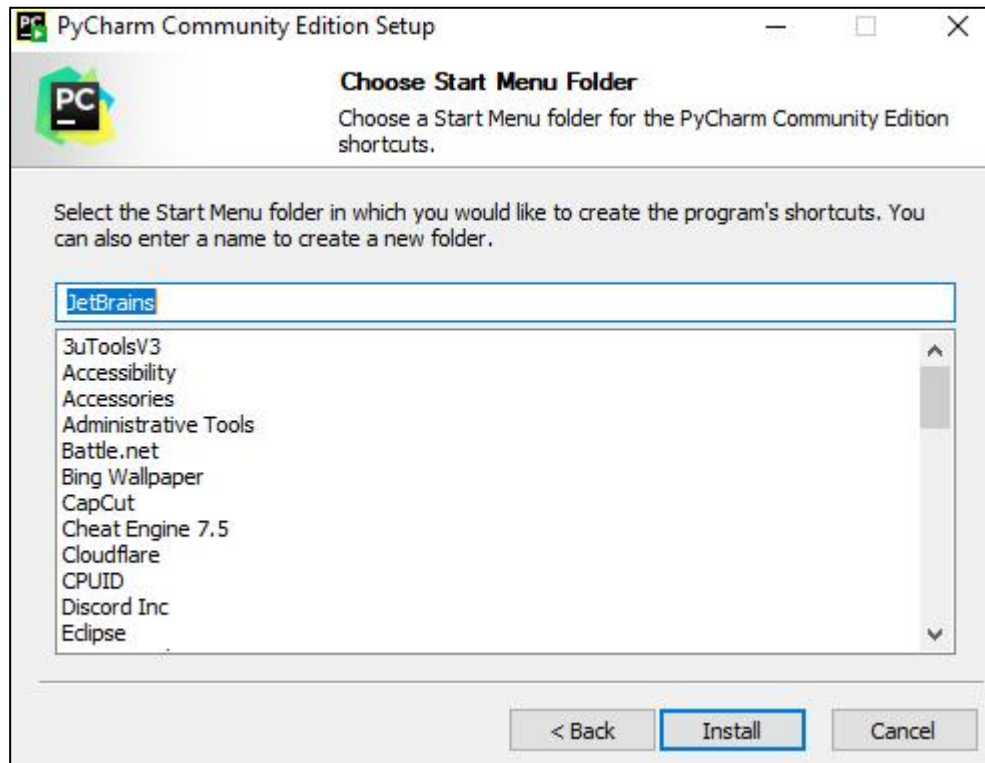 PyCharm Community Edition Setup
PC
Choose Start Menu Folder
Choose a Start Menu folder for the PyCharm Community Edition
shortcuts.
Select the Start Menu folder in which you would like to create the program's shortcuts. You
can also enter a name to create a new folder.
JetBrains
3uToolsV3
Accessibility
Accessories
Administrative Tools
Battle.net
Bing Wallpaper
CapCut
Cheat Engine 7.5
Cloudflare
CPUID
Discord Inc
Eclipse
< Back Install Cancel